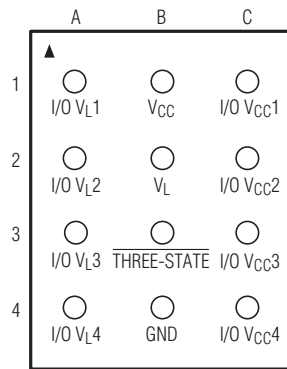 A B C
1
I/O VL1 VCC I/O VCC1
2
I/O VL2 VL I/O VCC2
3
I/O VL3 THREE-STATE I/O VCC3
4
I/O VL4 GND I/O VCC4